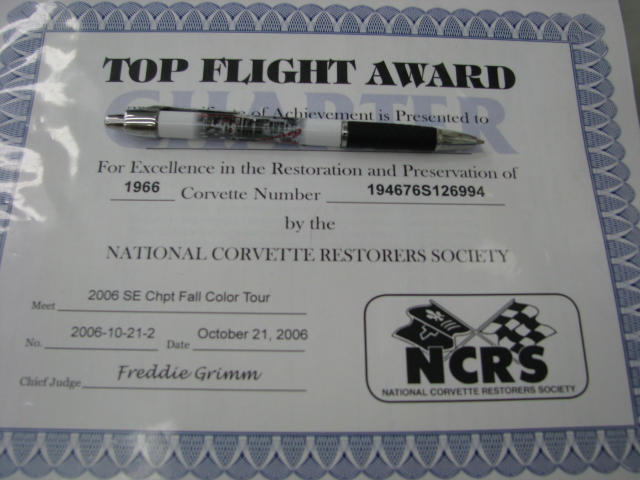 TOP FLIGHT AWARD
CHAPTER
of Achievement is Presented to
For Excellence in the Restoration and Preservation of
1966 Corvette Number 194676S126994
by the
NATIONAL CORVETTE RESTORERS SOCIETY
Meet 2006 SE Chpt Fall Color Tour
No. 2006-10-21-2 Date October 21, 2006
Chief Judge Freddie Grimm
NCRS
NATIONAL CORVETTE RESTORERS SOCIETY